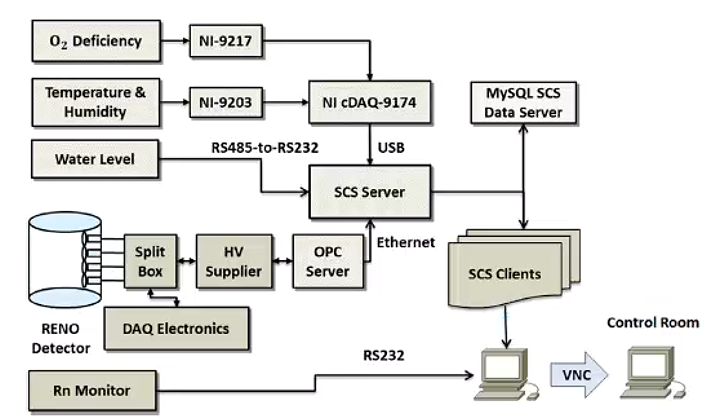 O₂ Deficiency
NI-9217
Temperature &
Humidity
NI-9203
NI cDAQ-9174
MySQL SCS
Data Server
Water Level
RS485-to-RS232
USB
SCS Server
Ethernet
Split
Box
HV
Supplier
OPC
Server
SCS Clients
RENO
Detector
DAQ Electronics
Control Room
RS232
VNC
Rn Monitor